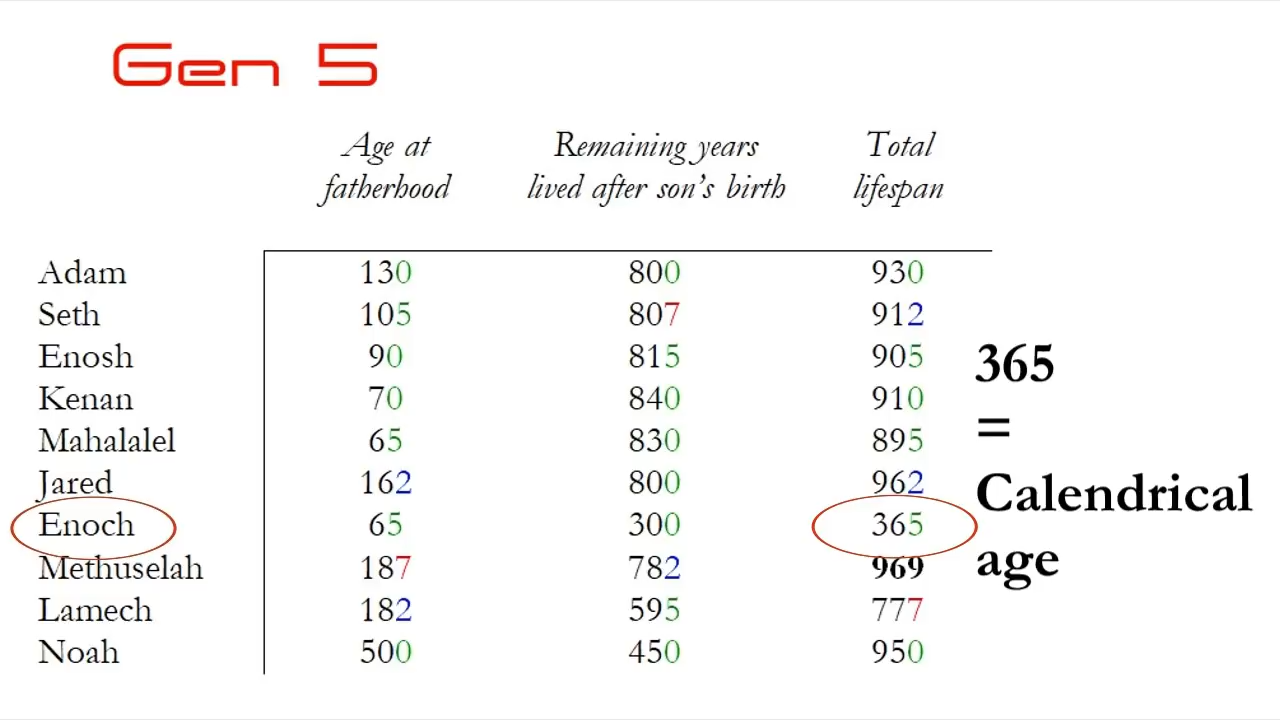 Gen 5
Age at fatherhood Remaining years lived after son's birth Total lifespan
Adam 130 800 930
Seth 105 807 912
Enosh 90 815 905
Kenan 70 840 910
Mahalalel 65 830 895
Jared 162 800 962
Enoch 65 300 365
Methuselah 187 782 969
Lamech 182 595 777
Noah 500 450 950
365
=
Calendrical
age